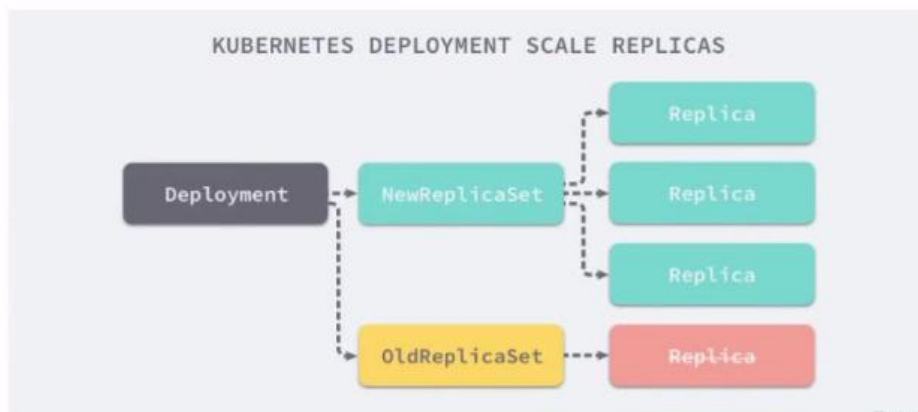 KUBERNETES DEPLOYMENT SCALE REPLICAS
Replica
Deployment
NewReplicaSet
Replica
Replica
OldReplicaSet
Replica